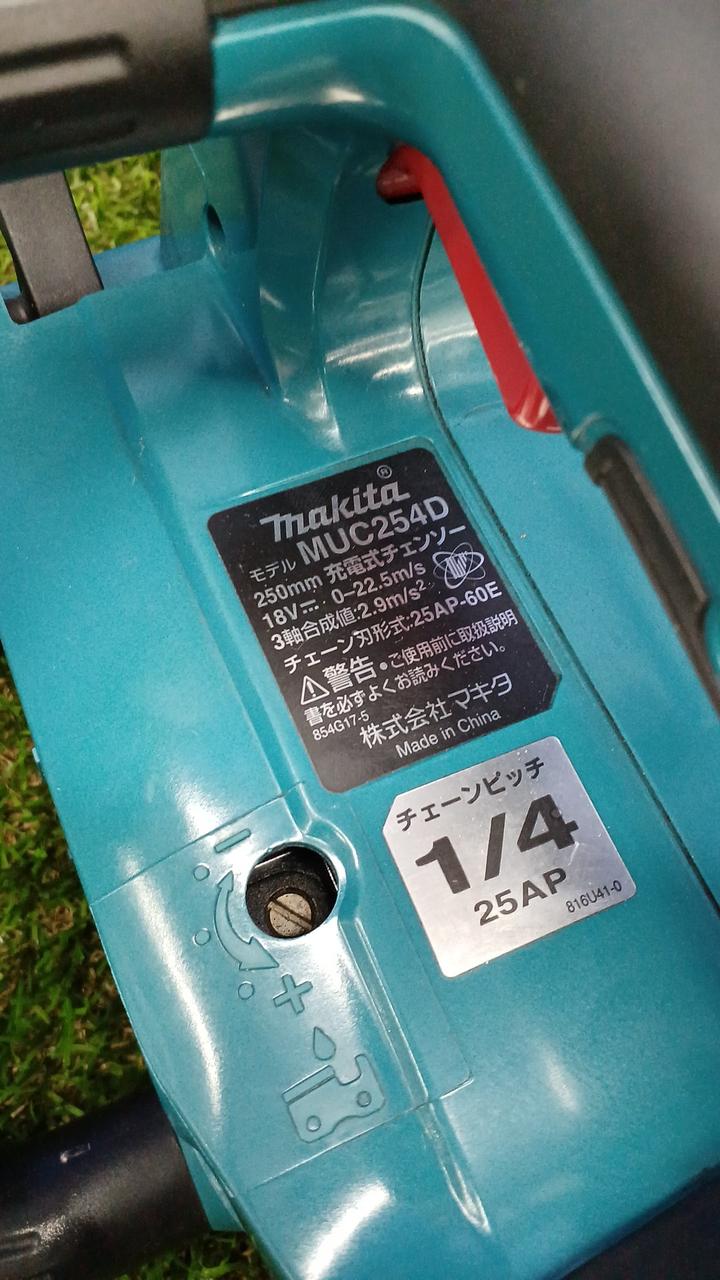 makita®
モデル MUC254D
250mm 充電式チェンソー
18V⎓ 0-22.5m/s
3軸合成値:2.9m/s²
チェーン刃形式:25AP-60E
⚠警告・ご使用前に取扱説明
書を必ずよくお読みください。
854G17-5
株式会社マキタ
Made in China
チェーンピッチ
1/4
25AP
816U41-0
−
+